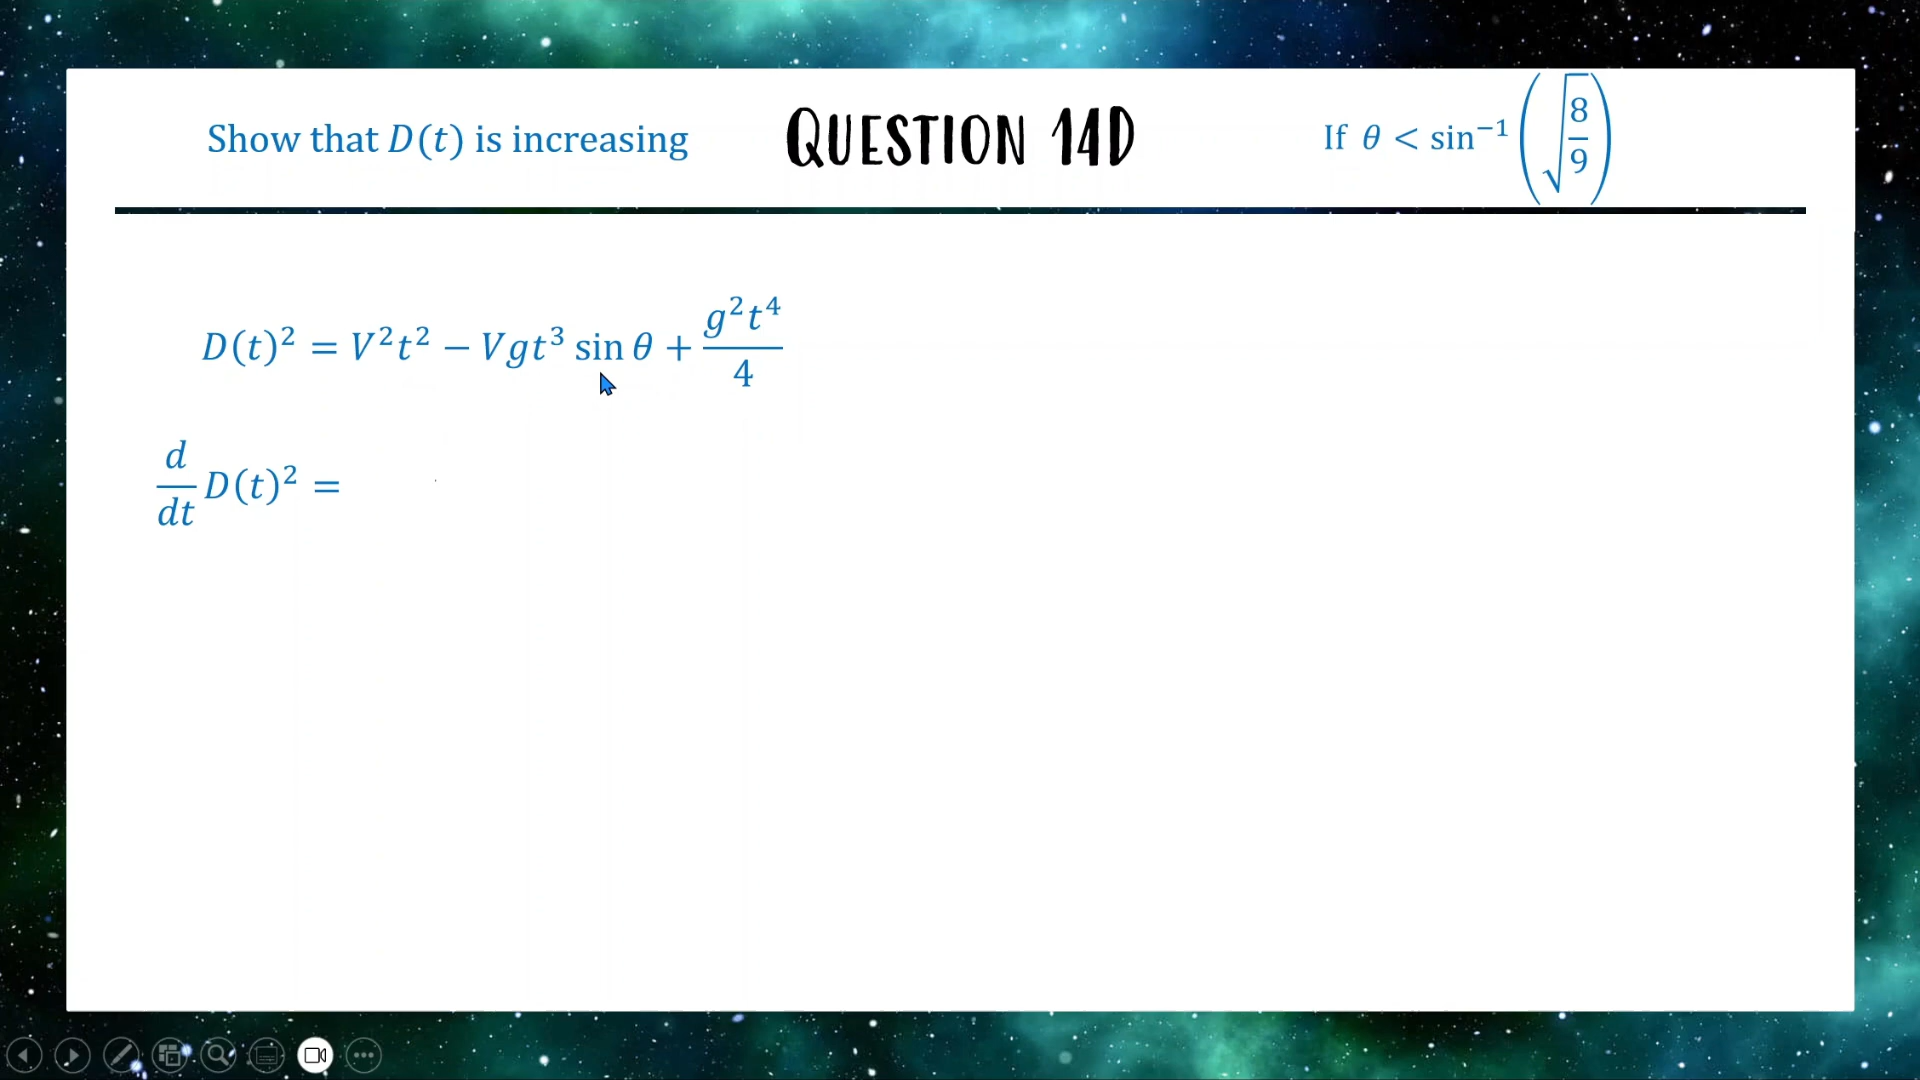 Show that D(t) is increasing
QUESTION 14D
If θ < sin⁻¹(√(8/9))
D(t)² = V²t² − Vgt³ sin θ + g²t⁴/4
d/dt D(t)² =